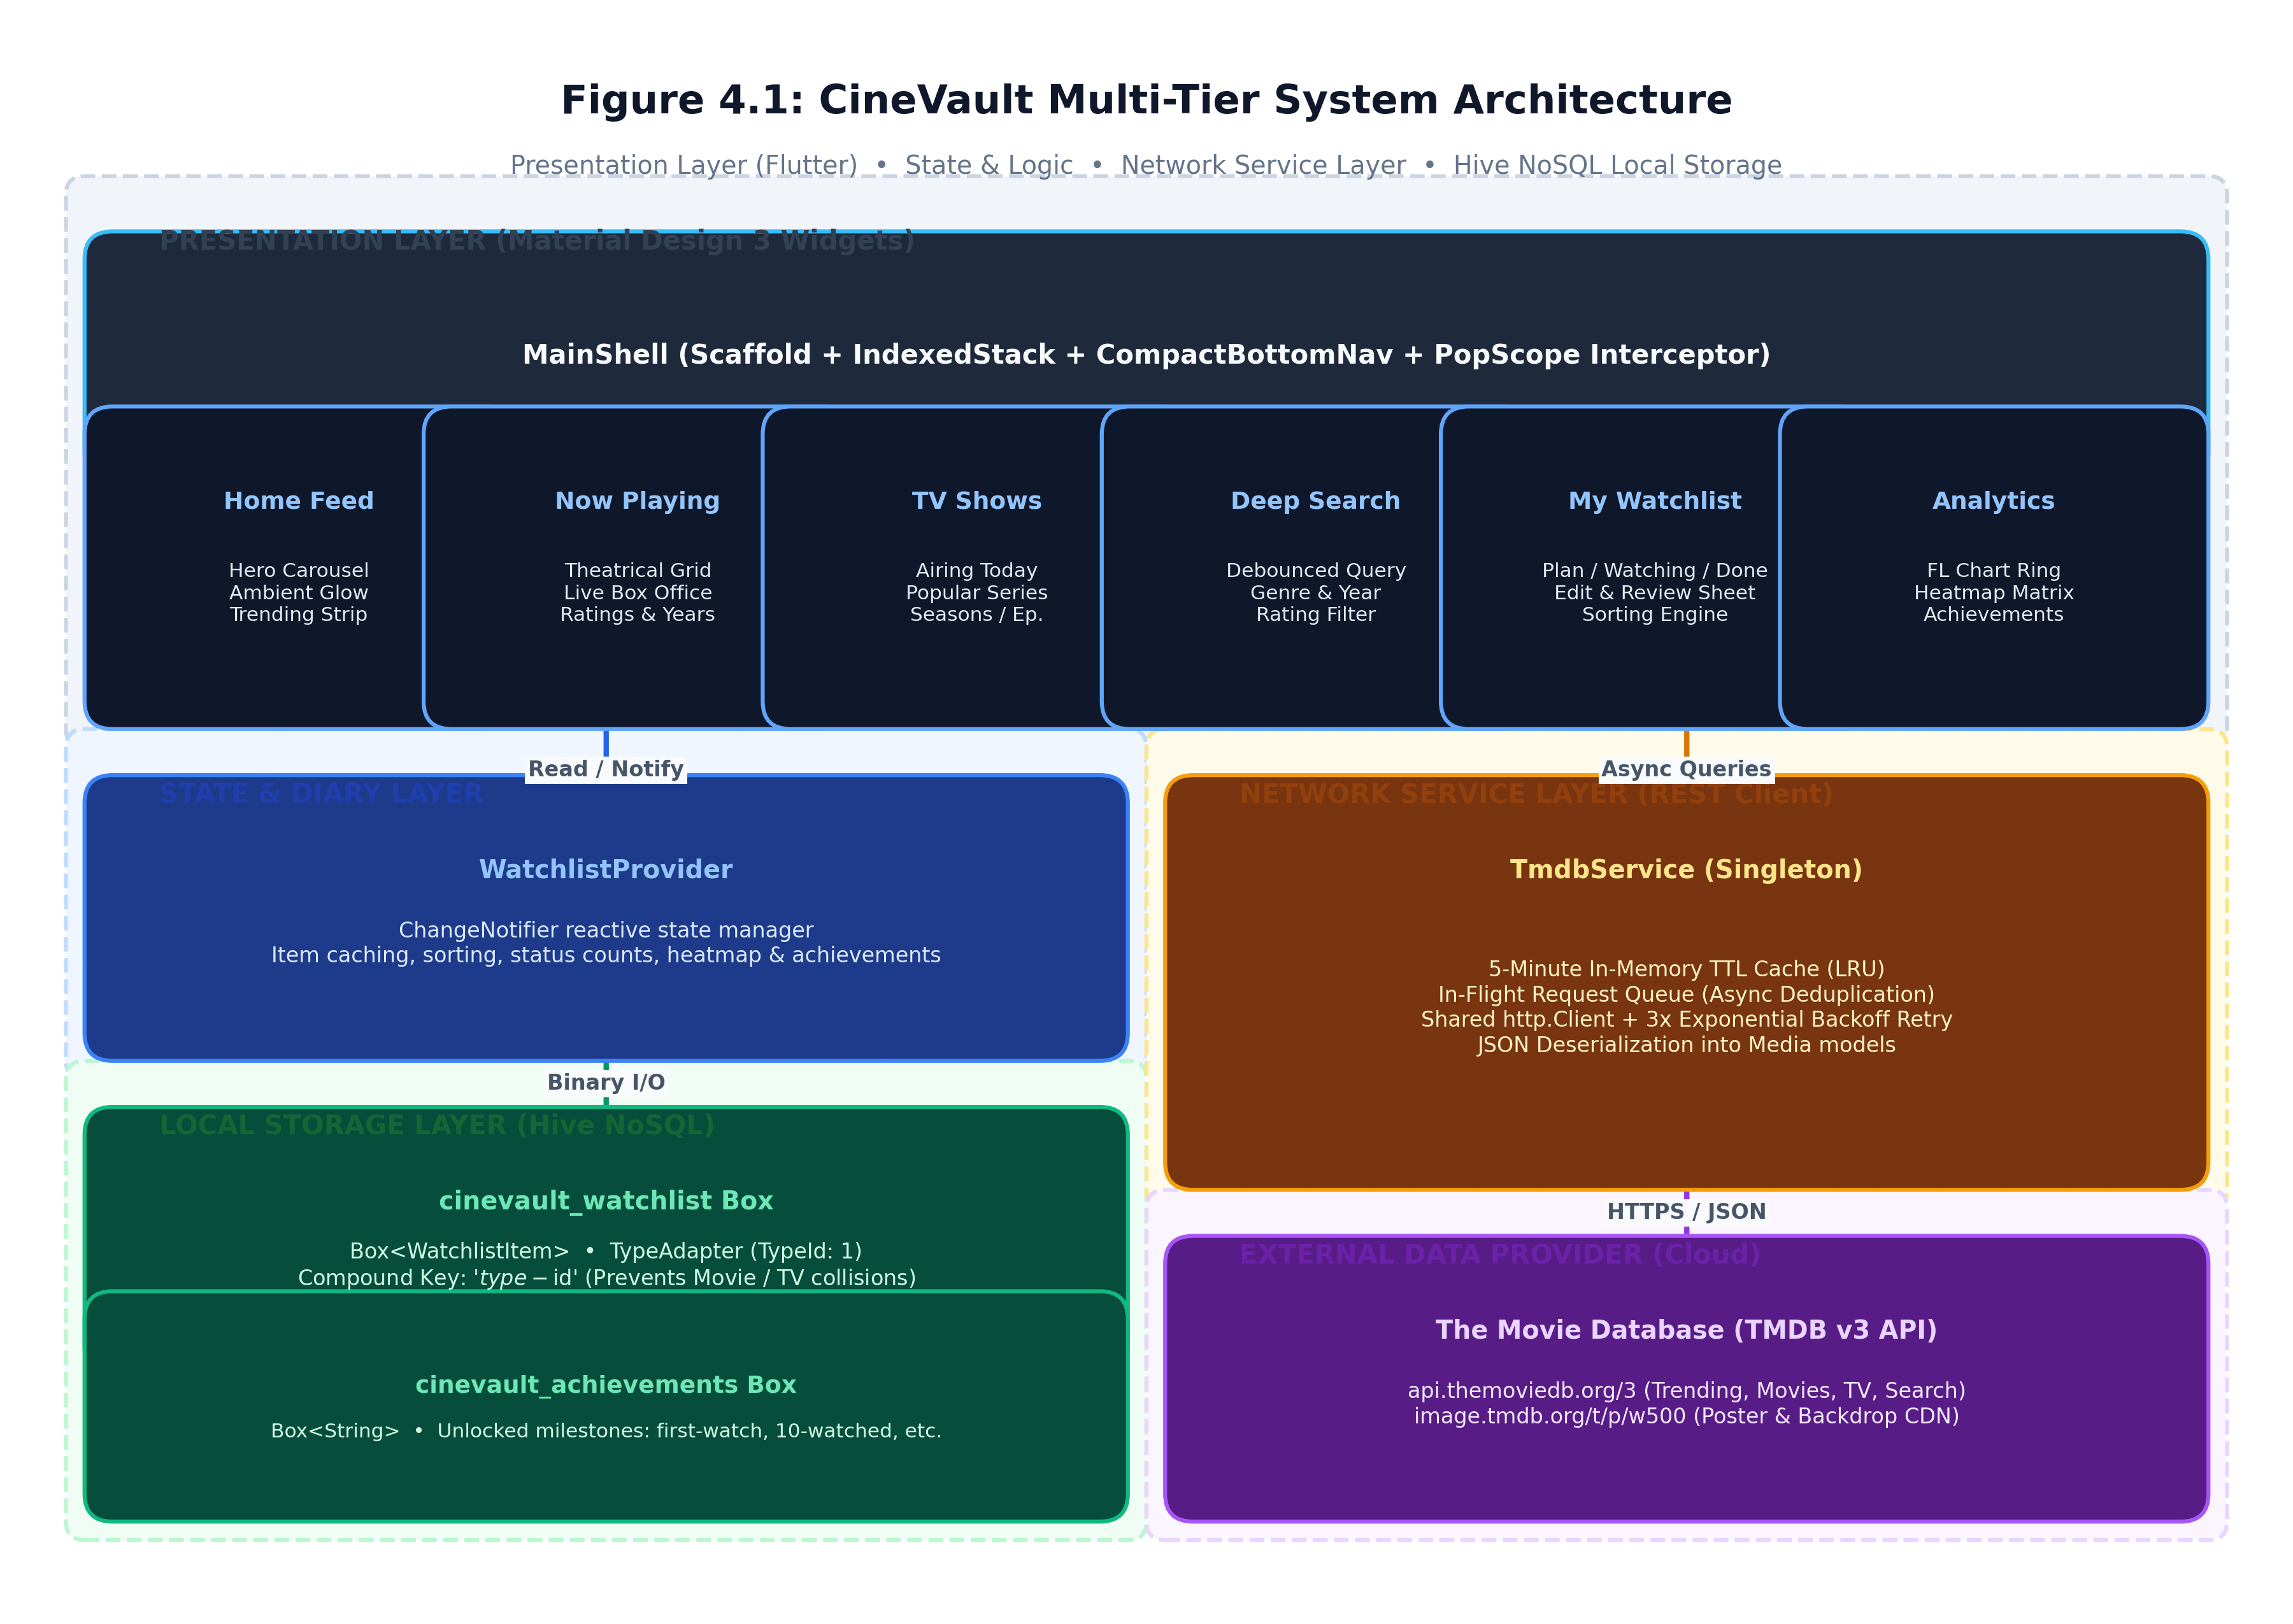 Figure 4.1: CineVault Multi-Tier System Architecture
Presentation Layer (Flutter) • State & Logic • Network Service Layer • Hive NoSQL Local Storage
PRESENTATION LAYER (Material Design 3 Widgets)
MainShell (Scaffold + IndexedStack + CompactBottomNav + PopScope Interceptor)
Home Feed
Hero Carousel
Ambient Glow
Trending Strip
Now Playing
Theatrical Grid
Live Box Office
Ratings & Years
TV Shows
Airing Today
Popular Series
Seasons / Ep.
Deep Search
Debounced Query
Genre & Year
Rating Filter
My Watchlist
Plan / Watching / Done
Edit & Review Sheet
Sorting Engine
Analytics
FL Chart Ring
Heatmap Matrix
Achievements
Read / Notify
STATE & DIARY LAYER
WatchlistProvider
ChangeNotifier reactive state manager
Item caching, sorting, status counts, heatmap & achievements
Binary I/O
LOCAL STORAGE LAYER (Hive NoSQL)
cinevault_watchlist Box
Box<WatchlistItem> • TypeAdapter (TypeId: 1)
Compound Key: 'type−id' (Prevents Movie / TV collisions)
cinevault_achievements Box
Box<String> • Unlocked milestones: first-watch, 10-watched, etc.
Async Queries
NETWORK SERVICE LAYER (REST Client)
TmdbService (Singleton)
5-Minute In-Memory TTL Cache (LRU)
In-Flight Request Queue (Async Deduplication)
Shared http.Client + 3x Exponential Backoff Retry
JSON Deserialization into Media models
HTTPS / JSON
EXTERNAL DATA PROVIDER (Cloud)
The Movie Database (TMDB v3 API)
api.themoviedb.org/3 (Trending, Movies, TV, Search)
image.tmdb.org/t/p/w500 (Poster & Backdrop CDN)